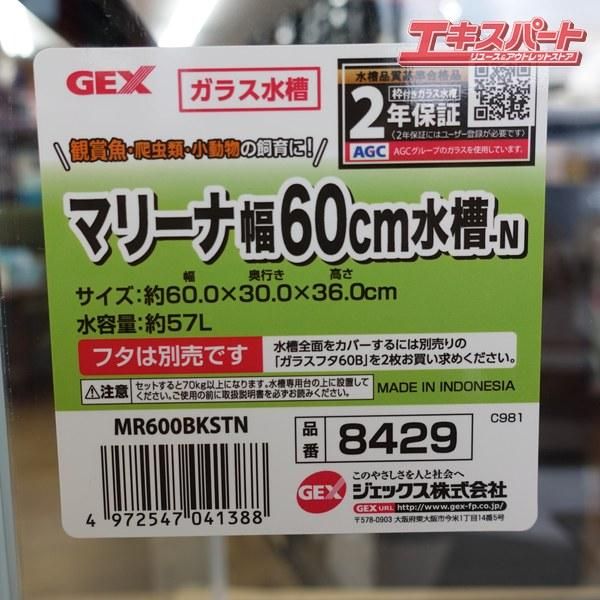 エキスパート
リユース&アウトレットストア
GEX
ガラス水槽
水槽品質基準合格品
枠付きガラス水槽
2年保証
〈2年保証にはユーザー登録が必要です〉
AGC
AGCグループのガラスを使用しています。
観賞魚・爬虫類・小動物の飼育に!
マリーナ幅60cm水槽-N
幅 奥行き 高さ
サイズ:約60.0×30.0×36.0cm
水容量:約57L
フタは別売です
水槽全面をカバーするには別売りの
「ガラスフタ60B」を2枚お買い求めください。
注意
セットすると70kg以上になります。水槽専用台の上に設置して
ください。ご使用の前に取扱説明書を必ずお読みください。
MADE IN INDONESIA
C981
MR600BKSTN
品番
8429
4 972547 041388
このやさしさを人と社会へ
GEX ジェックス株式会社
GEX URL http://www.gex-fp.co.jp/
〒578-0903 大阪府東大阪市今米1丁目14番5号